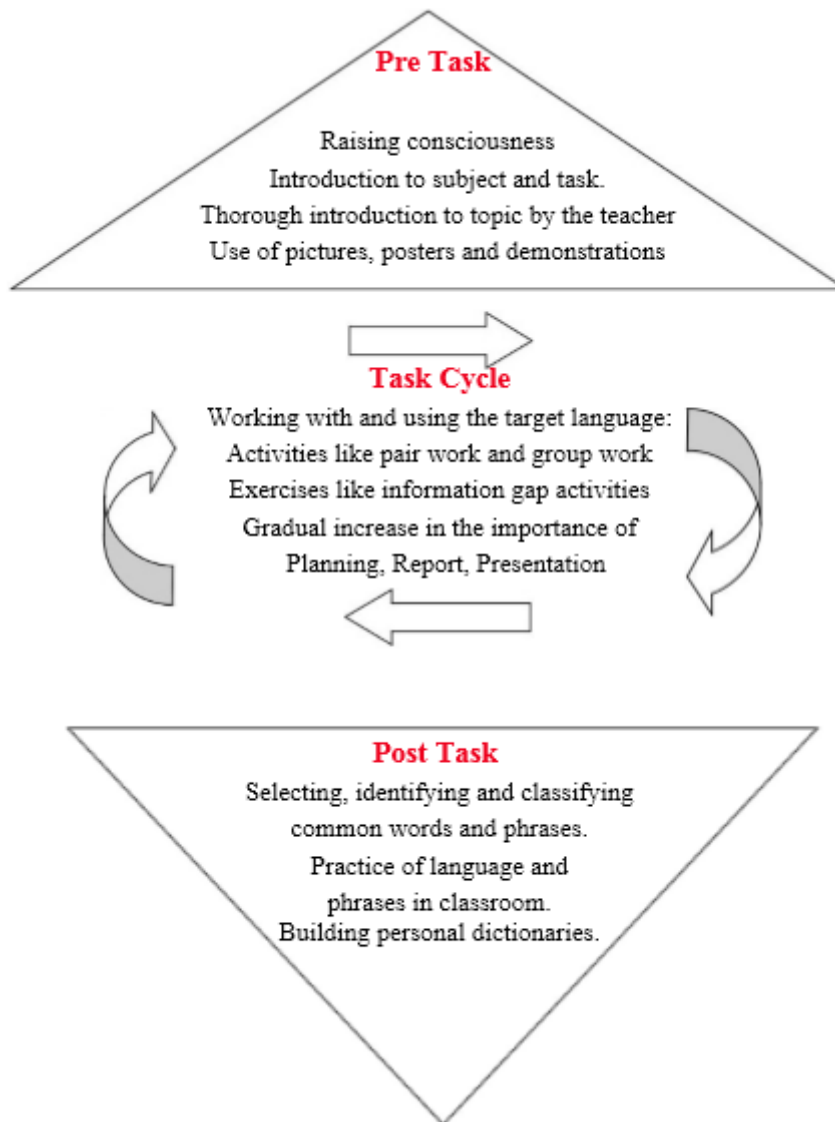 Pre Task
Raising consciousness
Introduction to subject and task.
Thorough introduction to topic by the teacher
Use of pictures, posters and demonstrations
Task Cycle
Working with and using the target language:
Activities like pair work and group work
Exercises like information gap activities
Gradual increase in the importance of
Planning, Report, Presentation
Post Task
Selecting, identifying and classifying
common words and phrases.
Practice of language and
phrases in classroom.
Building personal dictionaries.